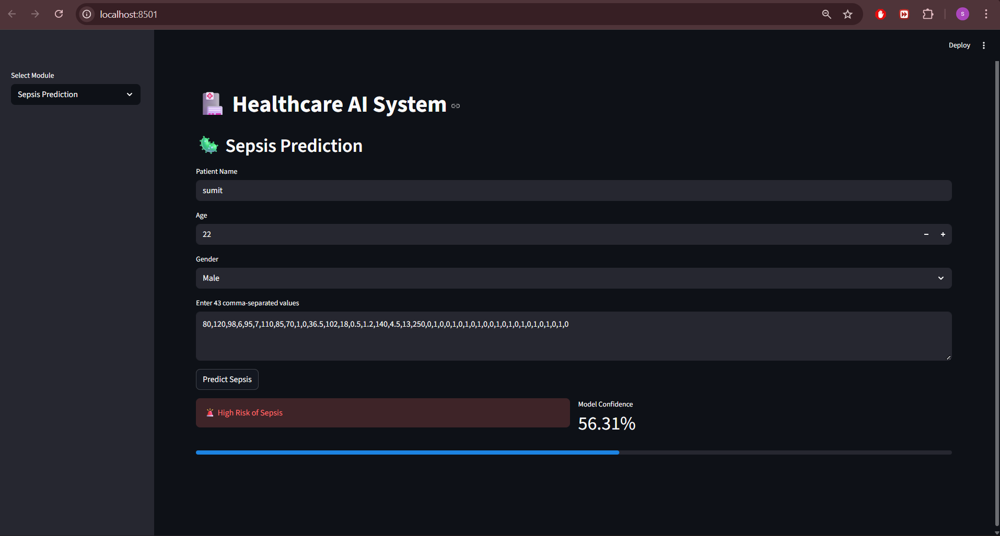 localhost:8501
S
Deploy
Select Module
Sepsis Prediction
Healthcare AI System
Sepsis Prediction
Patient Name
sumit
Age
22
Gender
Male
Enter 43 comma-separated values
80,120,98,6,95,7,110,85,70,1,0,36.5,102,18,0.5,1.2,140,4.5,13,250,0,1,0,0,1,0,1,0,1,0,0,1,0,1,0,1,0,1,0,1,0,1,0
Predict Sepsis
High Risk of Sepsis
Model Confidence
56.31%